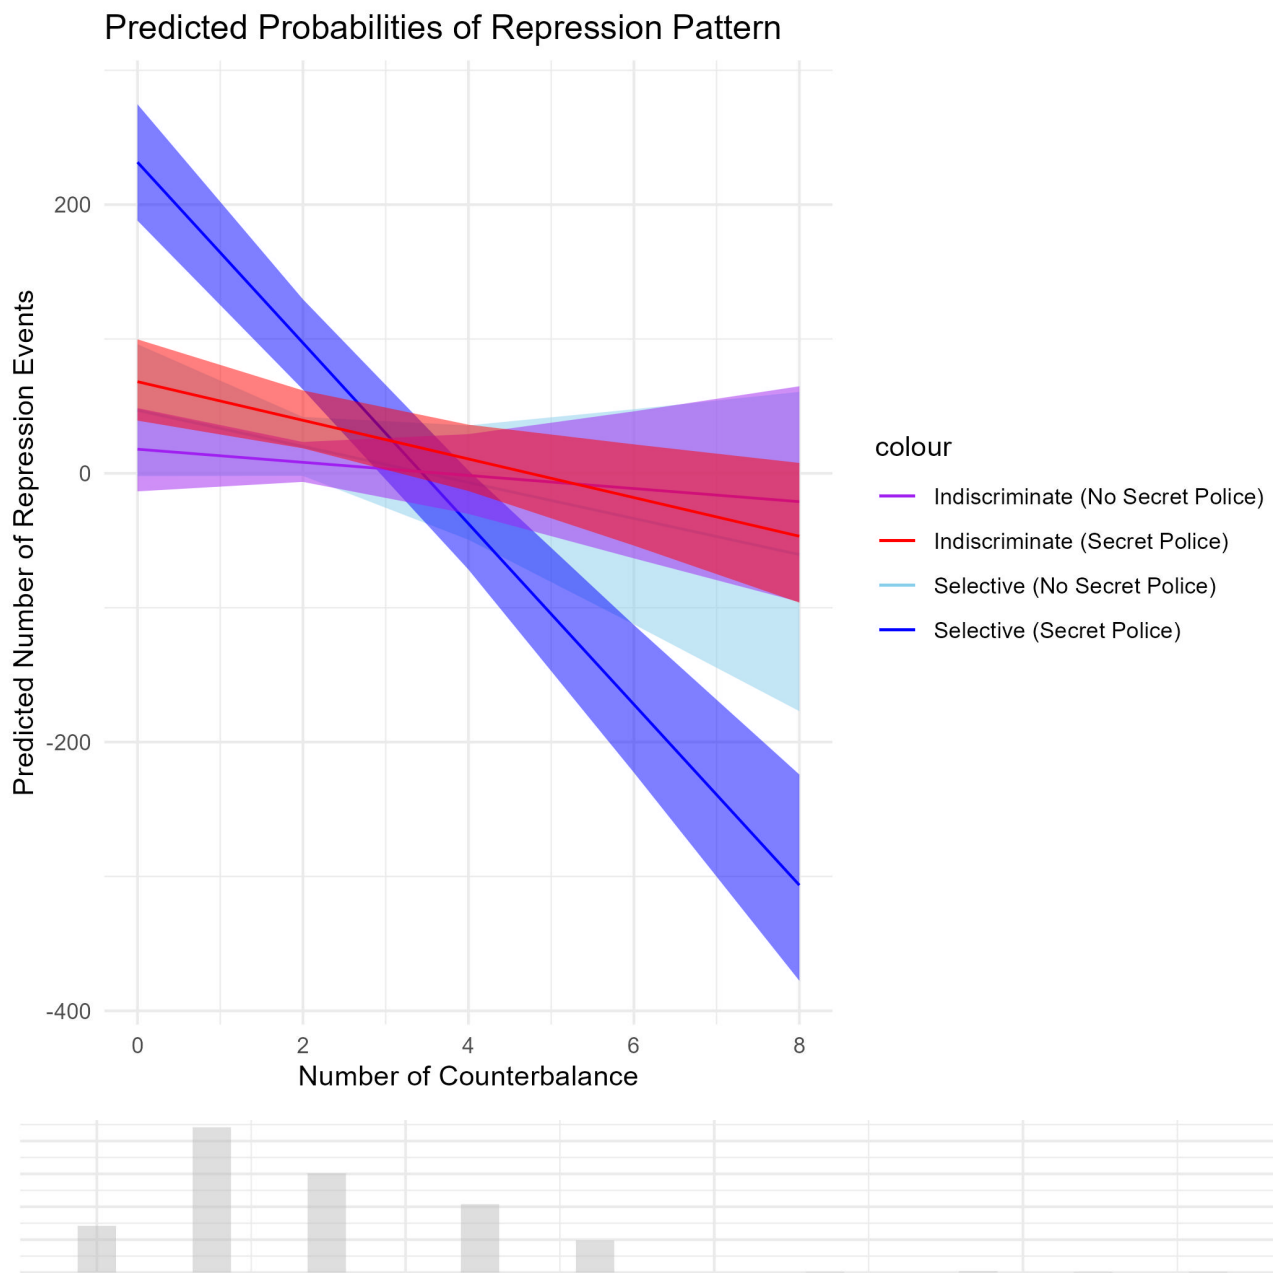 Predicted Probabilities of Repression Pattern
Predicted Number of Repression Events
200
0
-200
-400
0 2 4 6 8
Number of Counterbalance
colour
Indiscriminate (No Secret Police)
Indiscriminate (Secret Police)
Selective (No Secret Police)
Selective (Secret Police)